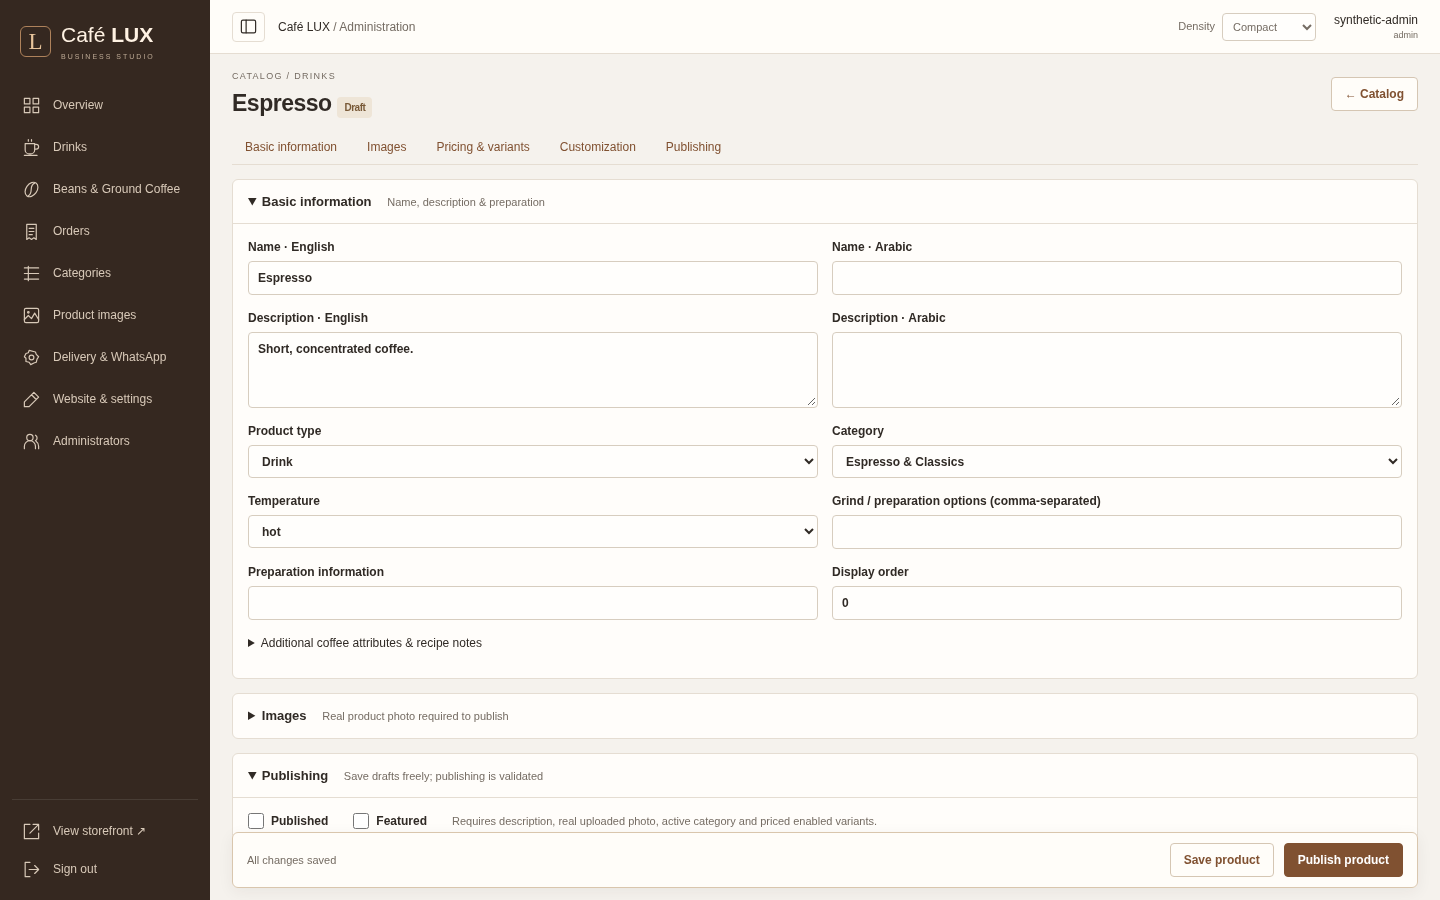 L
Café LUX
BUSINESS STUDIO
Overview
Drinks
Beans & Ground Coffee
Orders
Categories
Product images
Delivery & WhatsApp
Website & settings
Administrators
View storefront ↗
Sign out
Café LUX / Administration
Density
Compact
synthetic-admin
admin
CATALOG / DRINKS
Espresso Draft
← Catalog
Basic information
Images
Pricing & variants
Customization
Publishing
Basic information Name, description & preparation
Name · English
Espresso
Name · Arabic
Description · English
Short, concentrated coffee.
Description · Arabic
Product type
Drink
Category
Espresso & Classics
Temperature
hot
Grind / preparation options (comma-separated)
Preparation information
Display order
0
Additional coffee attributes & recipe notes
Images Real product photo required to publish
Publishing Save drafts freely; publishing is validated
Published
Featured
Requires description, real uploaded photo, active category and priced enabled variants.
All changes saved
Save product
Publish product